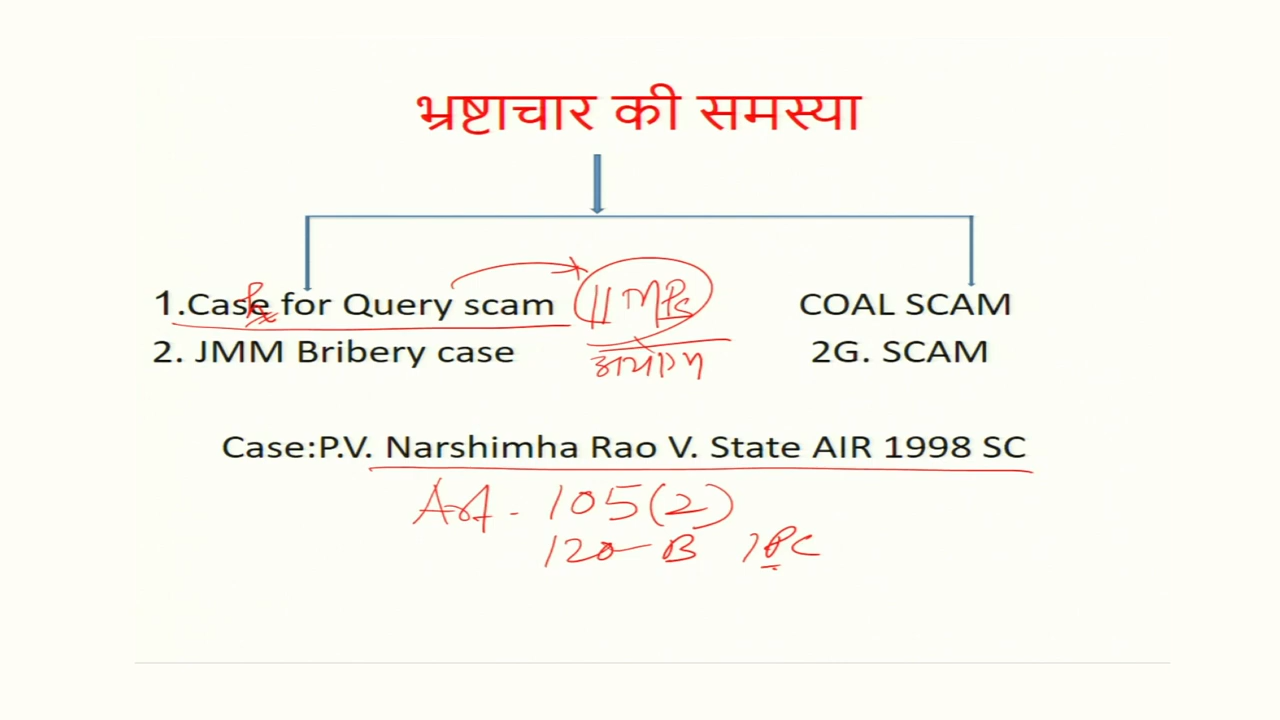 भ्रष्टाचार की समस्या
1.Case for Query scam
11 MPs
COAL SCAM
2. JMM Bribery case
2G. SCAM
Case:P.V. Narshimha Rao V. State AIR 1998 SC
Art - 105(2)
120-B IPC